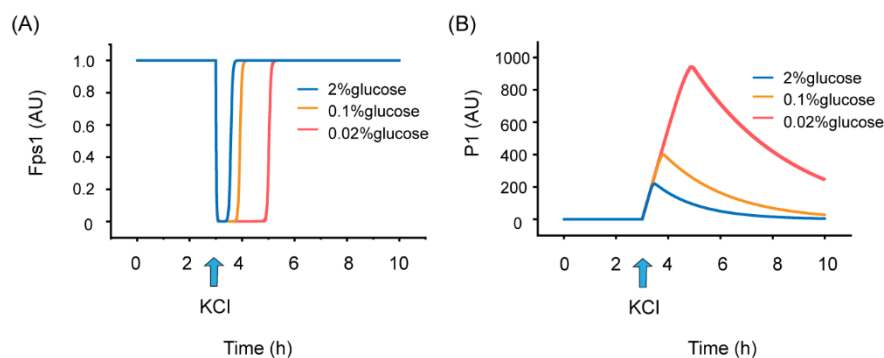 (A)
Fps1 (AU)
1.0
0.8
0.6
0.4
0.2
0
2%glucose
0.1%glucose
0.02%glucose
0 2 4 6 8 10
KCl
Time (h)
(B)
P1 (AU)
1000
800
600
400
200
0
2%glucose
0.1%glucose
0.02%glucose
0 2 4 6 8 10
KCl
Time (h)